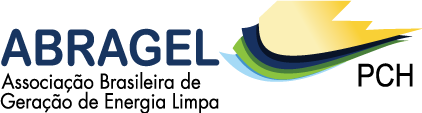 ABRAGEL
Associação Brasileira de
Geração de Energia Limpa
PCH